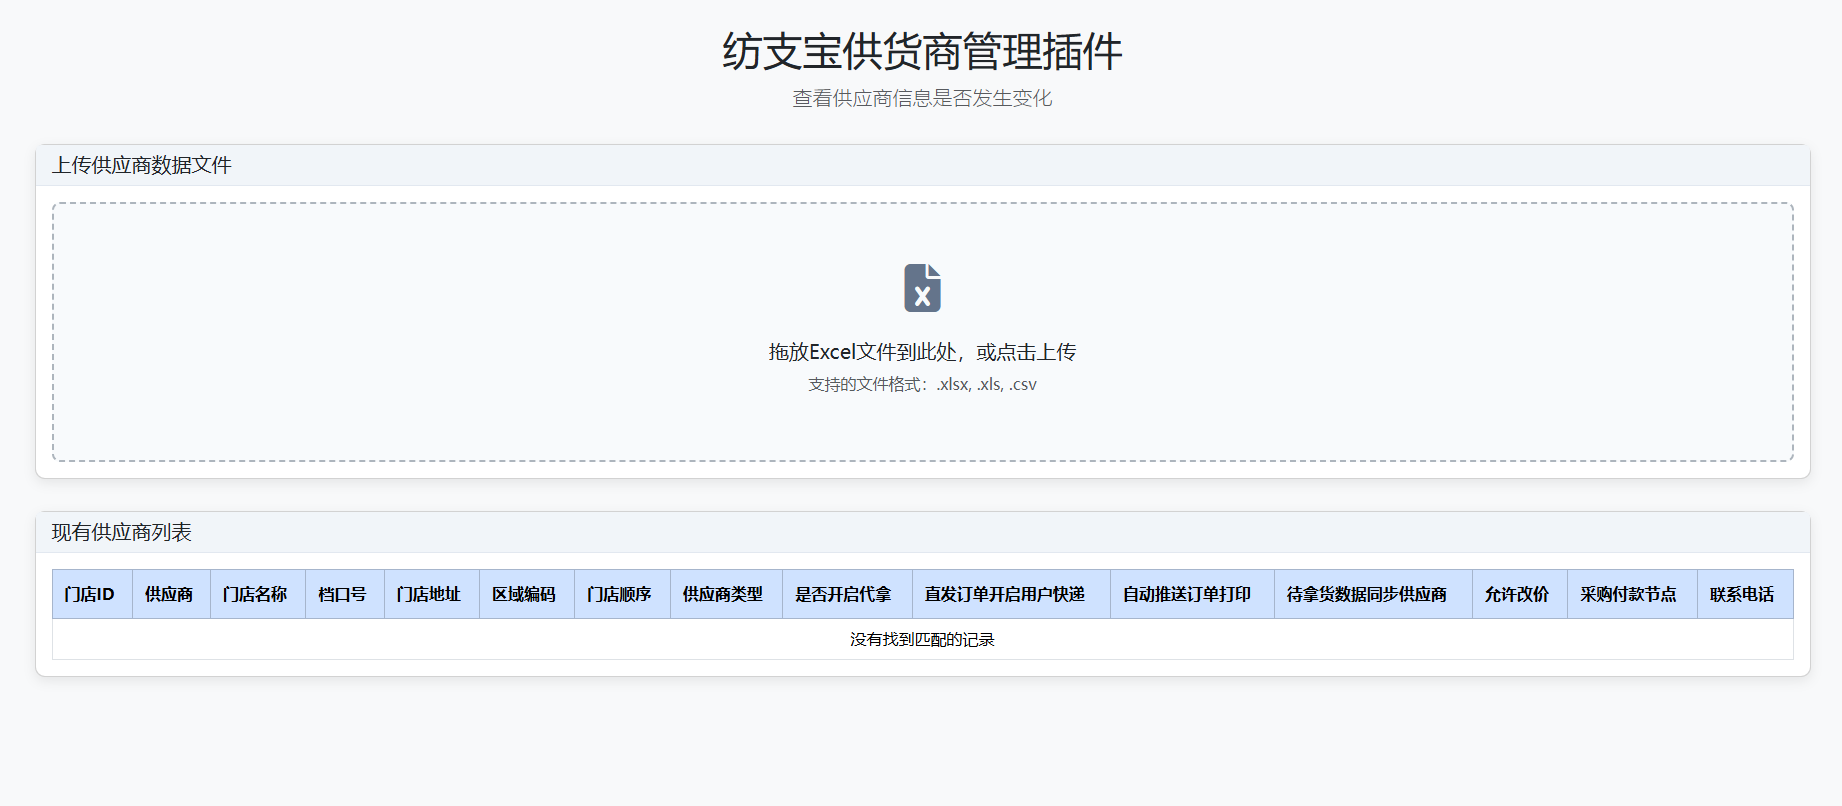 纺支宝供货商管理插件
查看供应商信息是否发生变化
上传供应商数据文件
拖放Excel文件到此处，或点击上传
支持的文件格式：.xlsx, .xls, .csv
现有供应商列表
门店ID 供应商 门店名称 档口号 门店地址 区域编码 门店顺序 供应商类型 是否开启代拿 直发订单开启用户快递 自动推送订单打印 待拿货数据同步供应商 允许改价 采购付款节点 联系电话
没有找到匹配的记录